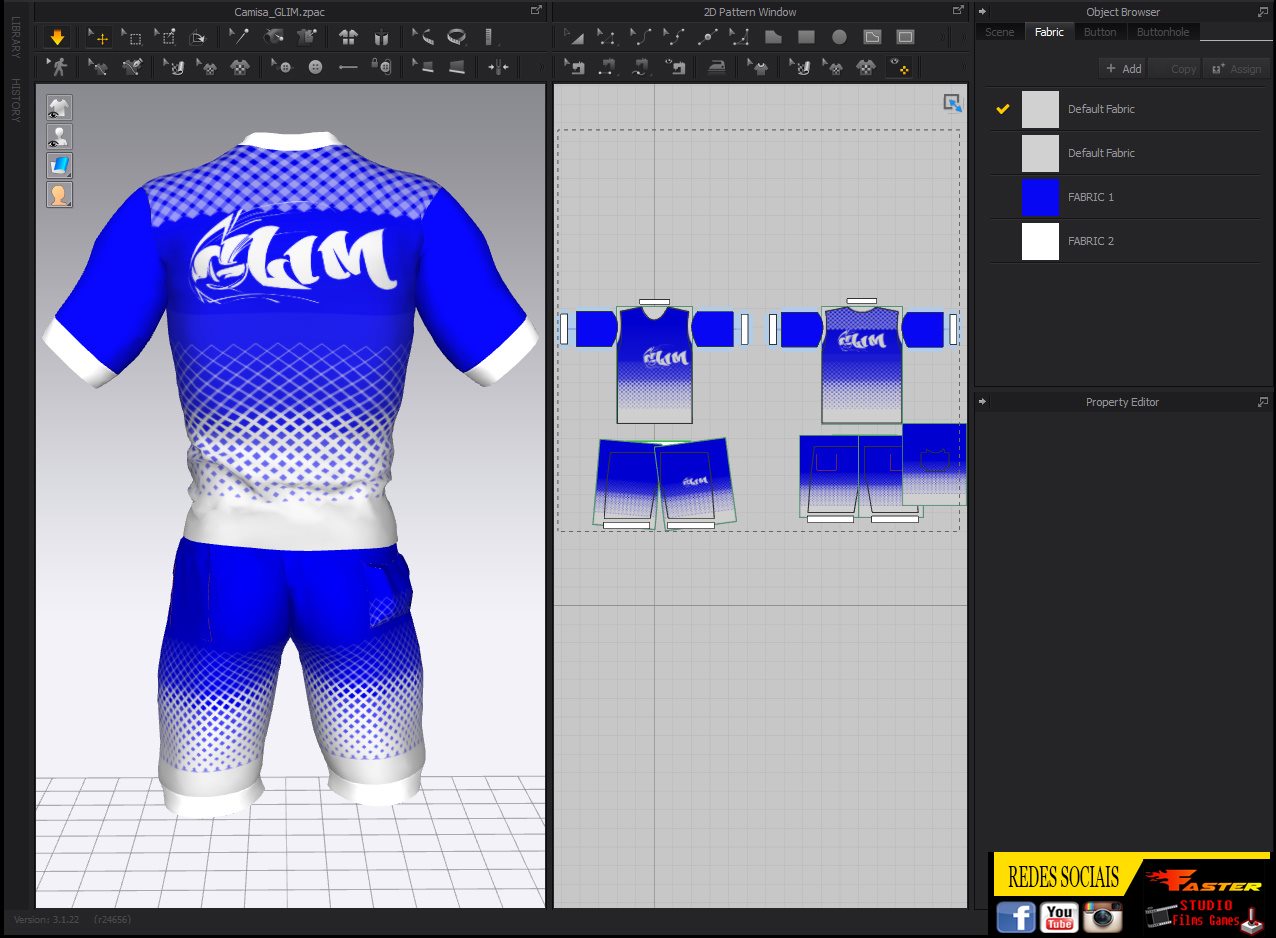 LIBRARY
HISTORY
Camisa_GLIM.zpac
2D Pattern Window
Object Browser
Scene
Fabric
Button
Buttonhole
+ Add
Copy
Assign
Default Fabric
Default Fabric
FABRIC 1
FABRIC 2
Property Editor
GLIM
GLIM
GLIM
GLIM
Version: 3.1.22 (r24656)
REDES SOCIAIS
FASTER
STUDIO
Films Games
f
You
Tube